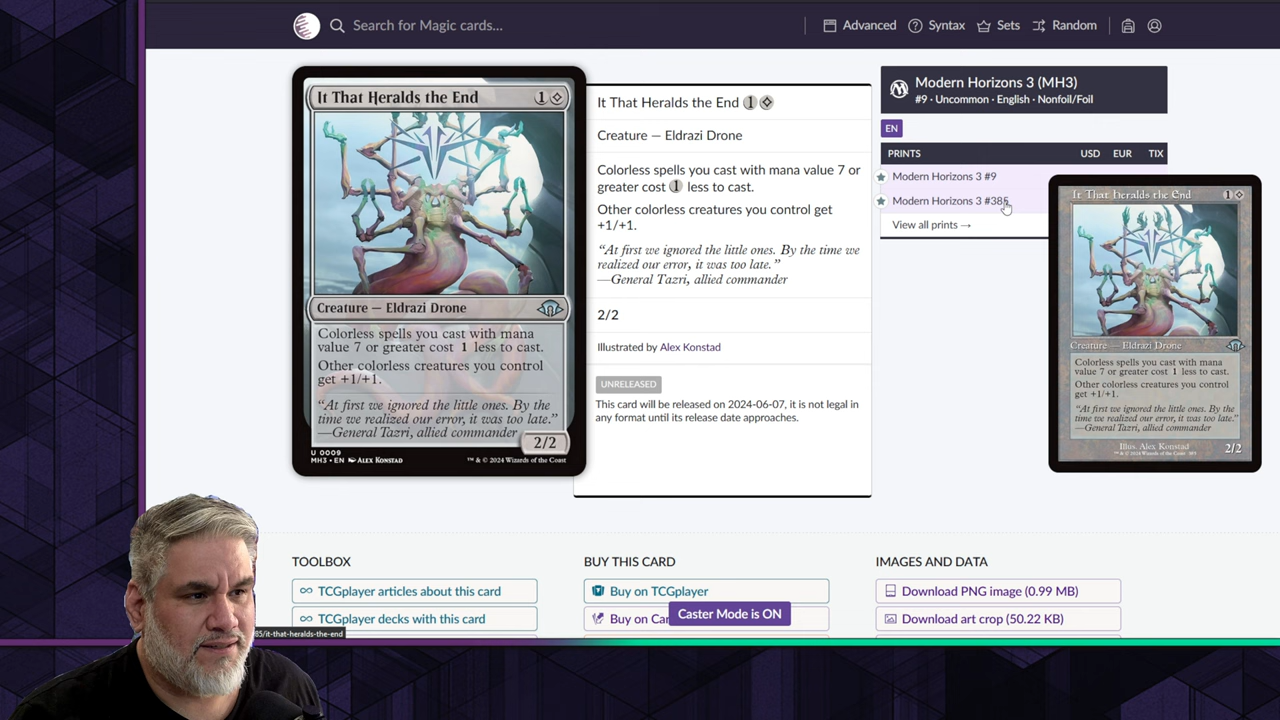 Search for Magic cards...
Advanced
Syntax
Sets
Random
It That Heralds the End 1
Creature — Eldrazi Drone
Colorless spells you cast with mana
value 7 or greater cost 1 less to cast.
Other colorless creatures you control
get +1/+1.
“At first we ignored the little ones. By the
time we realized our error, it was too late.”
—General Tazri, allied commander
2/2
U 0009
MH3 • EN ALEX KONSTAD
™ & © 2024 Wizards of the Coast
It That Heralds the End 1
Creature — Eldrazi Drone
Colorless spells you cast with mana value 7 or
greater cost 1 less to cast.
Other colorless creatures you control get
+1/+1.
“At first we ignored the little ones. By the time we
realized our error, it was too late.”
—General Tazri, allied commander
2/2
Illustrated by Alex Konstad
UNRELEASED
This card will be released on 2024-06-07, it is not legal in
any format until its release date approaches.
Modern Horizons 3 (MH3)
#9 · Uncommon · English · Nonfoil/Foil
EN
PRINTS USD EUR TIX
Modern Horizons 3 #9
Modern Horizons 3 #385
View all prints →
It That Heralds the End 1
Creature — Eldrazi Drone
Colorless spells you cast with mana
value 7 or greater cost 1 less to cast.
Other colorless creatures you control
get +1/+1.
“At first we ignored the little ones. By the
time we realized our error, it was too late.”
—General Tazri, allied commander
Illus. Alex Konstad
™ & © 2024 Wizards of the Coast
2/2
TOOLBOX
TCGplayer articles about this card
TCGplayer decks with this card
BUY THIS CARD
Buy on TCGplayer
Buy on
Caster Mode is ON
IMAGES AND DATA
Download PNG image (0.99 MB)
Download art crop (50.22 KB)
85/it-that-heralds-the-end